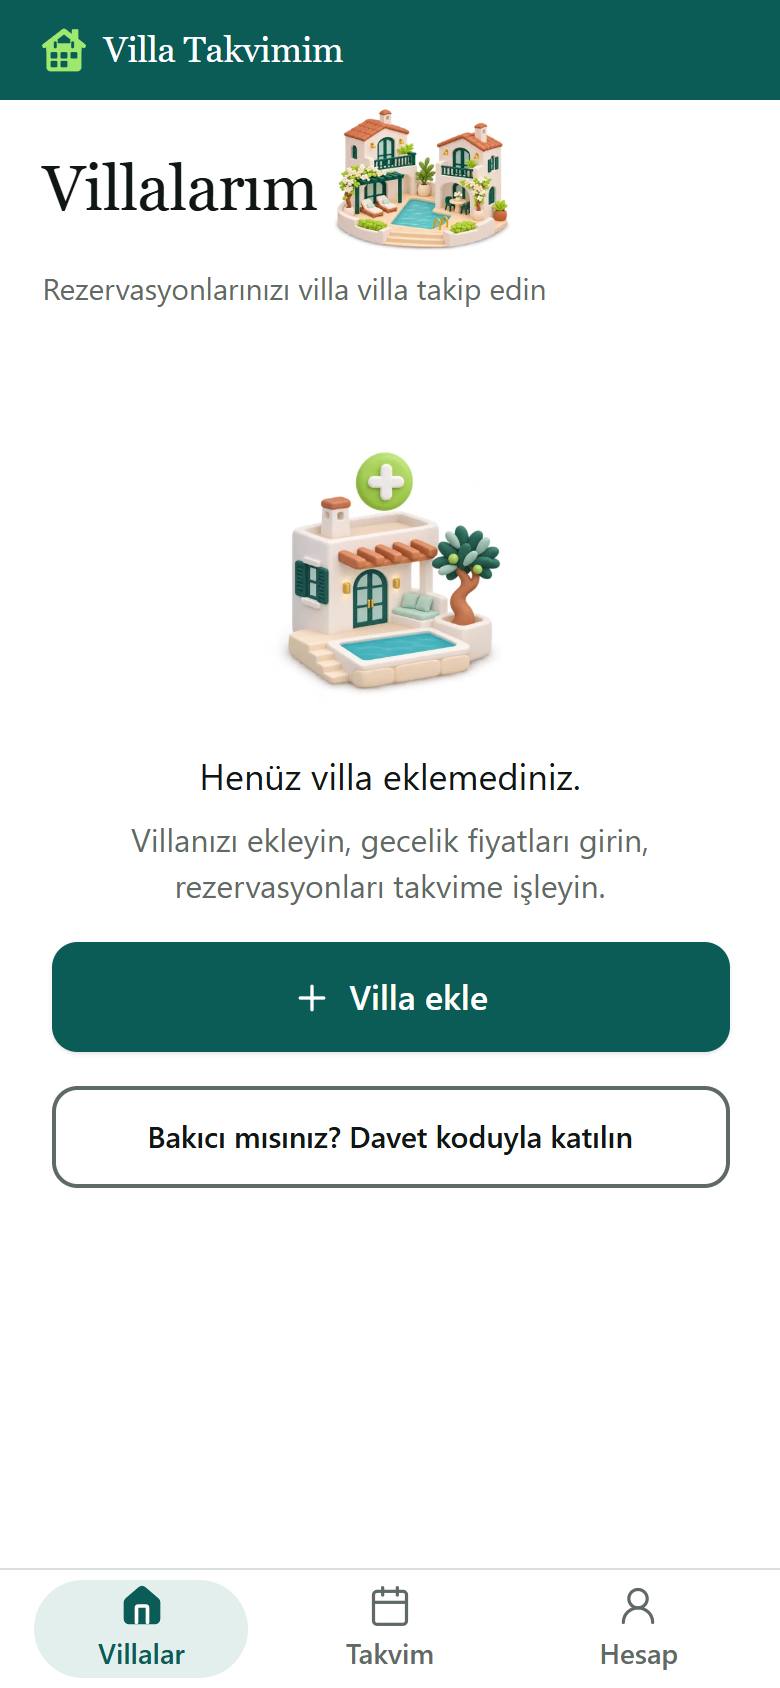 Villa Takvimim
Villalarım
Rezervasyonlarınızı villa villa takip edin
Henüz villa eklemediniz.
Villanızı ekleyin, gecelik fiyatları girin,
rezervasyonları takvime işleyin.
+ Villa ekle
Bakıcı mısınız? Davet koduyla katılın
Villalar
Takvim
Hesap